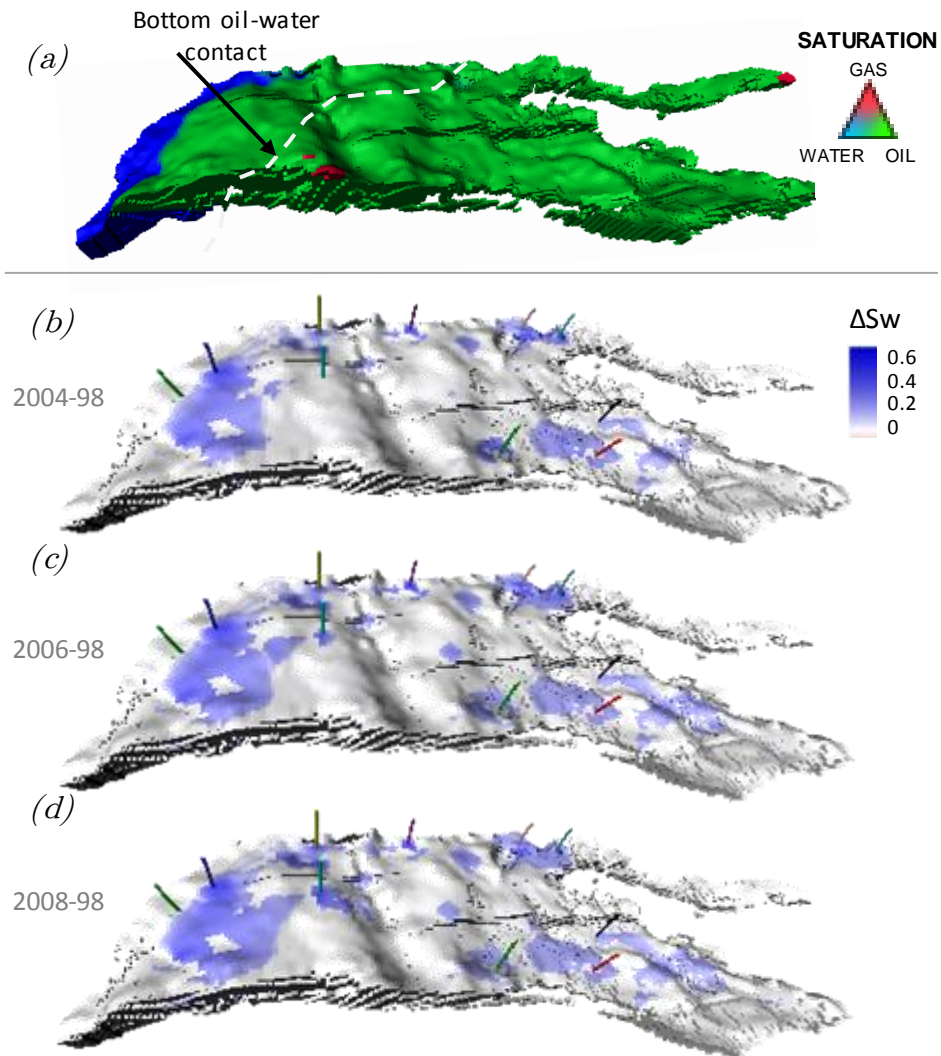 Bottom oil-water
contact
(a)
SATURATION
GAS
WATER OIL
(b)
ΔSw
0.6
0.4
0.2
0
2004-98
(c)
2006-98
(d)
2008-98